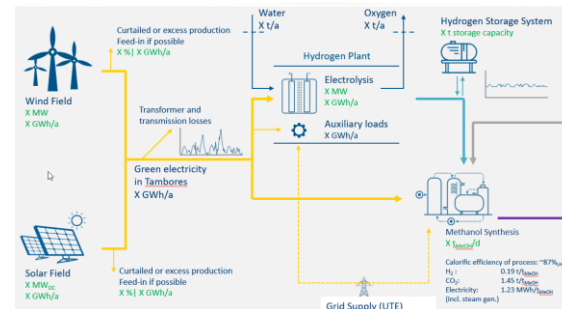 Curtailed or excess production
Feed-in if possible
X %| X GWh/a
Water
X t/a
Oxygen
X t/a
Hydrogen Storage System
X t storage capacity
Hydrogen Plant
Wind Field
X MW
X GWh/a
Electrolysis
X MW
X GWh/a
Transformer and
transmission losses
Auxiliary loads
X GWh/a
Green electricity
in Tambores
X GWh/a
Methanol Synthesis
X tMeOH/d
Solar Field
X MWDC
X GWh/a
Curtailed or excess production
Feed-in if possible
X %| X GWh/a
Calorific efficiency of process: ~87%
H2 : 0.19 t/tMeOH
CO2: 1.45 t/tMeOH
Electricity: 1.23 MWh/tMeOH
(incl. steam gen.)
Grid Supply (UTE)